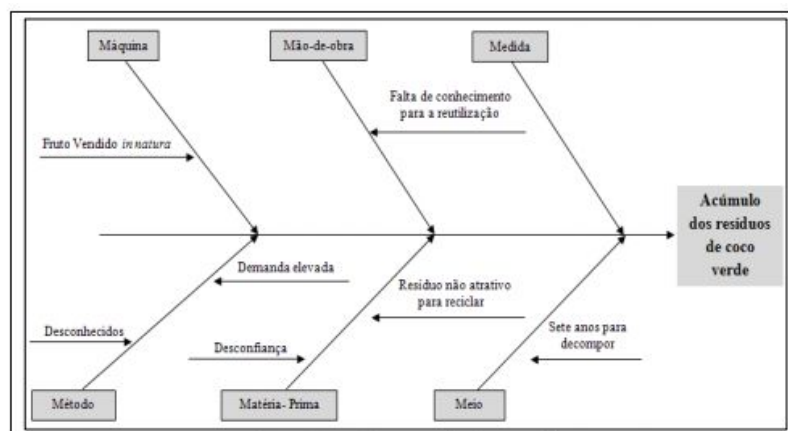 Máquina
Mão-de-obra
Medida
Falta de conhecimento
para a reutilização
Fruto Vendido in natura
Acúmulo
dos resíduos
de coco
verde
Demanda elevada
Resíduo não atrativo
para reciclar
Desconhecidos
Desconfiança
Sete anos para
decompor
Método
Matéria- Prima
Meio